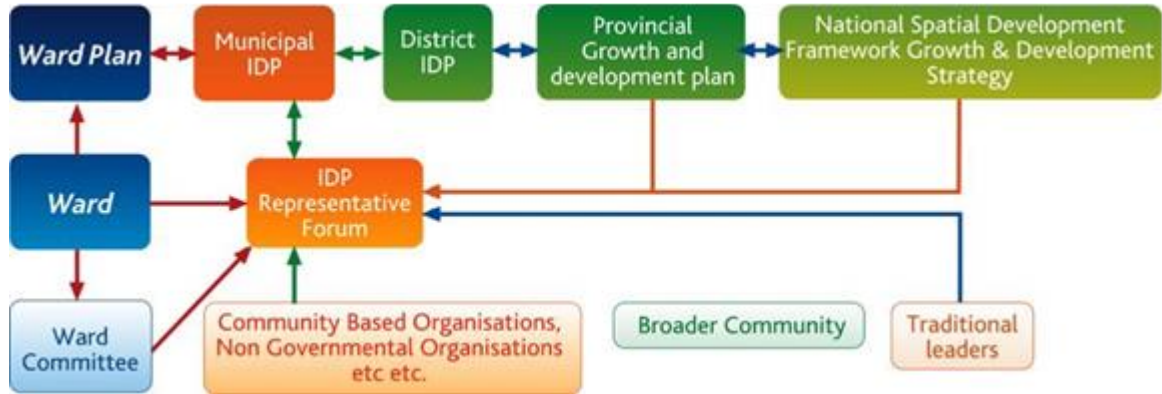 Ward Plan
Municipal
IDP
District
IDP
Provincial
Growth and
development plan
National Spatial Development
Framework Growth & Development
Strategy
Ward
IDP
Representative
Forum
Ward
Committee
Community Based Organisations,
Non Governmental Organisations
etc etc.
Broader Community
Traditional
leaders